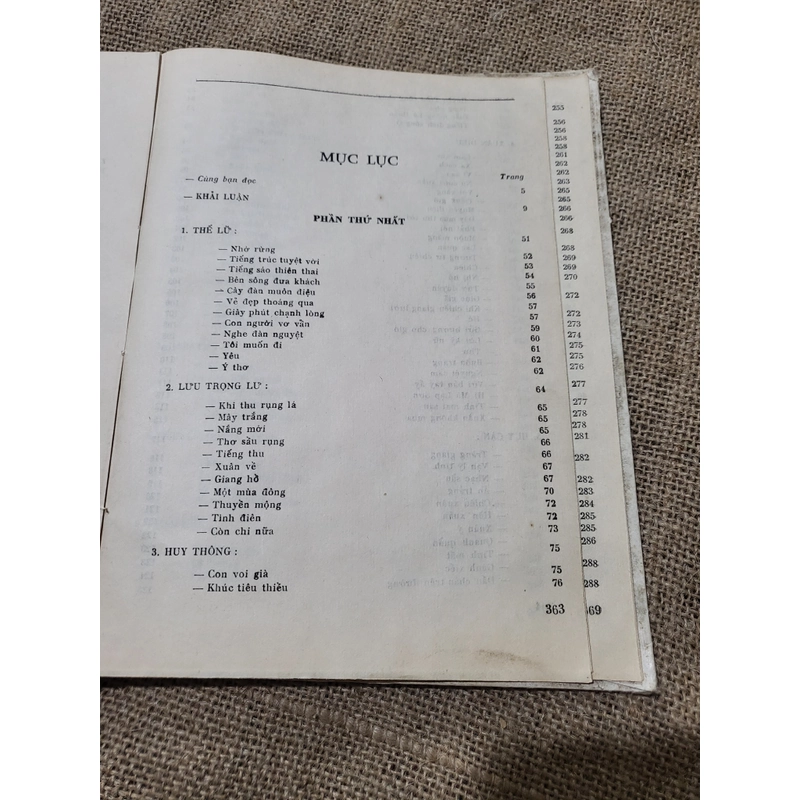 MỤC LỤC
— Cùng bạn đọc Trang
5
— KHẢI LUẬN 9
PHẦN THỨ NHẤT
1. THẾ LỮ : 51
— Nhớ rừng 52
— Tiếng trúc tuyệt vời 53
— Tiếng sáo thiên thai 54
— Bên sông đưa khách 55
— Cây đàn muôn điệu 56
— Vẻ đẹp thoáng qua 57
— Giây phút chạnh lòng 57
— Con người vơ vẩn 59
— Nghe đàn nguyệt 60
— Tôi muốn đi 61
— Yêu 62
— Ý thơ 62
2. LƯU TRỌNG LƯ : 64
— Khi thu rụng lá 65
— Mây trắng 65
— Nắng mới 65
— Thơ sầu rụng 66
— Tiếng thu 66
— Xuân về 67
— Giang hồ 67
— Một mùa đông 70
— Thuyền mộng 72
— Tình điên 72
— Còn chi nữa 73
3. HUY THÔNG : 75
— Con voi già 75
— Khúc tiêu thiều 76
363
255
256
256
258
258
261
262
262
263
265
265
266
266
268
268
269
269
270
272
272
273
274
275
275
276
277
277
278
278
281
282
282
283
284
285
285
286
288
288
369